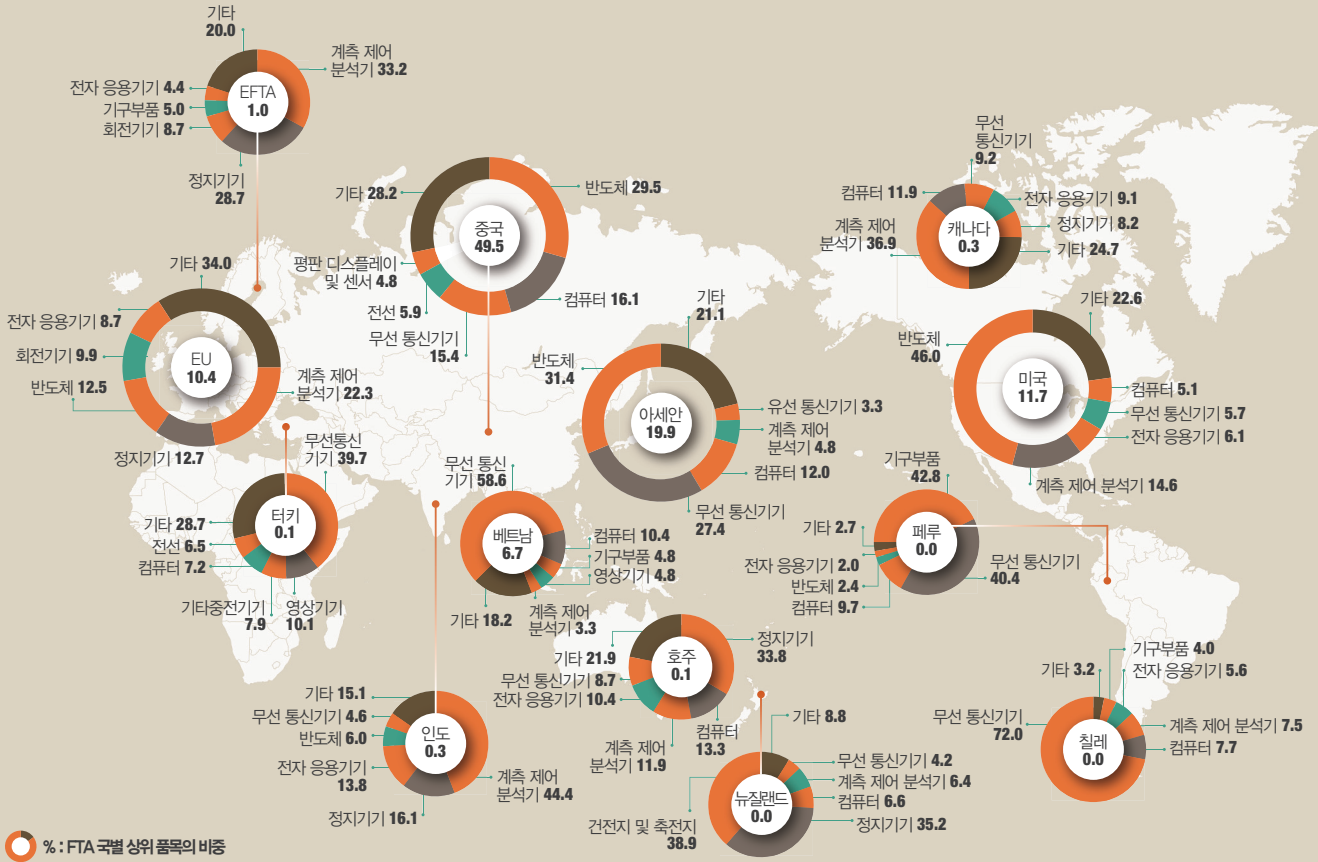 기타
20.0
계측 제어
분석기 33.2
전자 응용기기 4.4
기구부품 5.0
회전기기 8.7
정지기기
28.7
EFTA
1.0
기타 28.2
반도체 29.5
평판 디스플레이
및 센서 4.8
전선 5.9
무선 통신기기
15.4
컴퓨터 16.1
중국
49.5
무선
통신기기
9.2
컴퓨터 11.9
전자 응용기기 9.1
계측 제어
분석기 36.9
정지기기 8.2
기타 24.7
캐나다
0.3
기타 34.0
전자 응용기기 8.7
회전기기 9.9
반도체 12.5
정지기기 12.7
계측 제어
분석기 22.3
EU
10.4
기타
21.1
반도체
31.4
유선 통신기기 3.3
계측 제어
분석기 4.8
컴퓨터 12.0
무선 통신기기
27.4
아세안
19.9
기타 22.6
반도체
46.0
컴퓨터 5.1
무선 통신기기 5.7
전자 응용기기 6.1
계측 제어 분석기 14.6
미국
11.7
무선통신
기기 39.7
기타 28.7
전선 6.5
컴퓨터 7.2
기타중전기기
7.9
영상기기
10.1
터키
0.1
무선 통신
기기 58.6
컴퓨터 10.4
기구부품 4.8
영상기기 4.8
계측 제어
분석기 3.3
기타 18.2
베트남
6.7
기구부품
42.8
기타 2.7
전자 응용기기 2.0
반도체 2.4
컴퓨터 9.7
무선 통신기기
40.4
페루
0.0
기타 21.9
무선 통신기기 8.7
전자 응용기기 10.4
계측 제어
분석기 11.9
컴퓨터
13.3
정지기기
33.8
호주
0.1
기타 15.1
무선 통신기기 4.6
반도체 6.0
전자 응용기기
13.8
정지기기 16.1
계측 제어
분석기 44.4
인도
0.3
기타 8.8
무선 통신기기 4.2
계측 제어 분석기 6.4
컴퓨터 6.6
정지기기 35.2
건전지 및 축전지
38.9
뉴질랜드
0.0
기구부품 4.0
기타 3.2
전자 응용기기 5.6
무선 통신기기
72.0
계측 제어 분석기 7.5
컴퓨터 7.7
칠레
0.0
% : FTA 국별 상위 품목의 비중